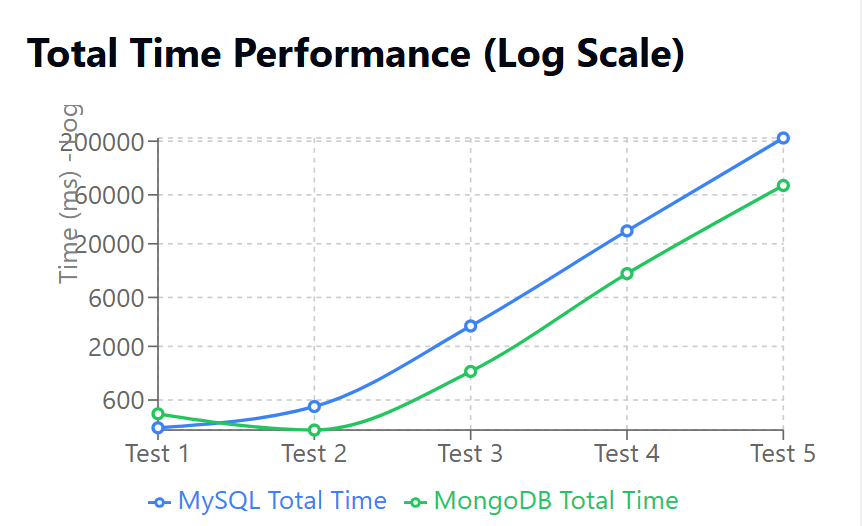 Total Time Performance (Log Scale)
Time (ms) - Log
200000
60000
20000
6000
2000
600
Test 1 Test 2 Test 3 Test 4 Test 5
MySQL Total Time MongoDB Total Time